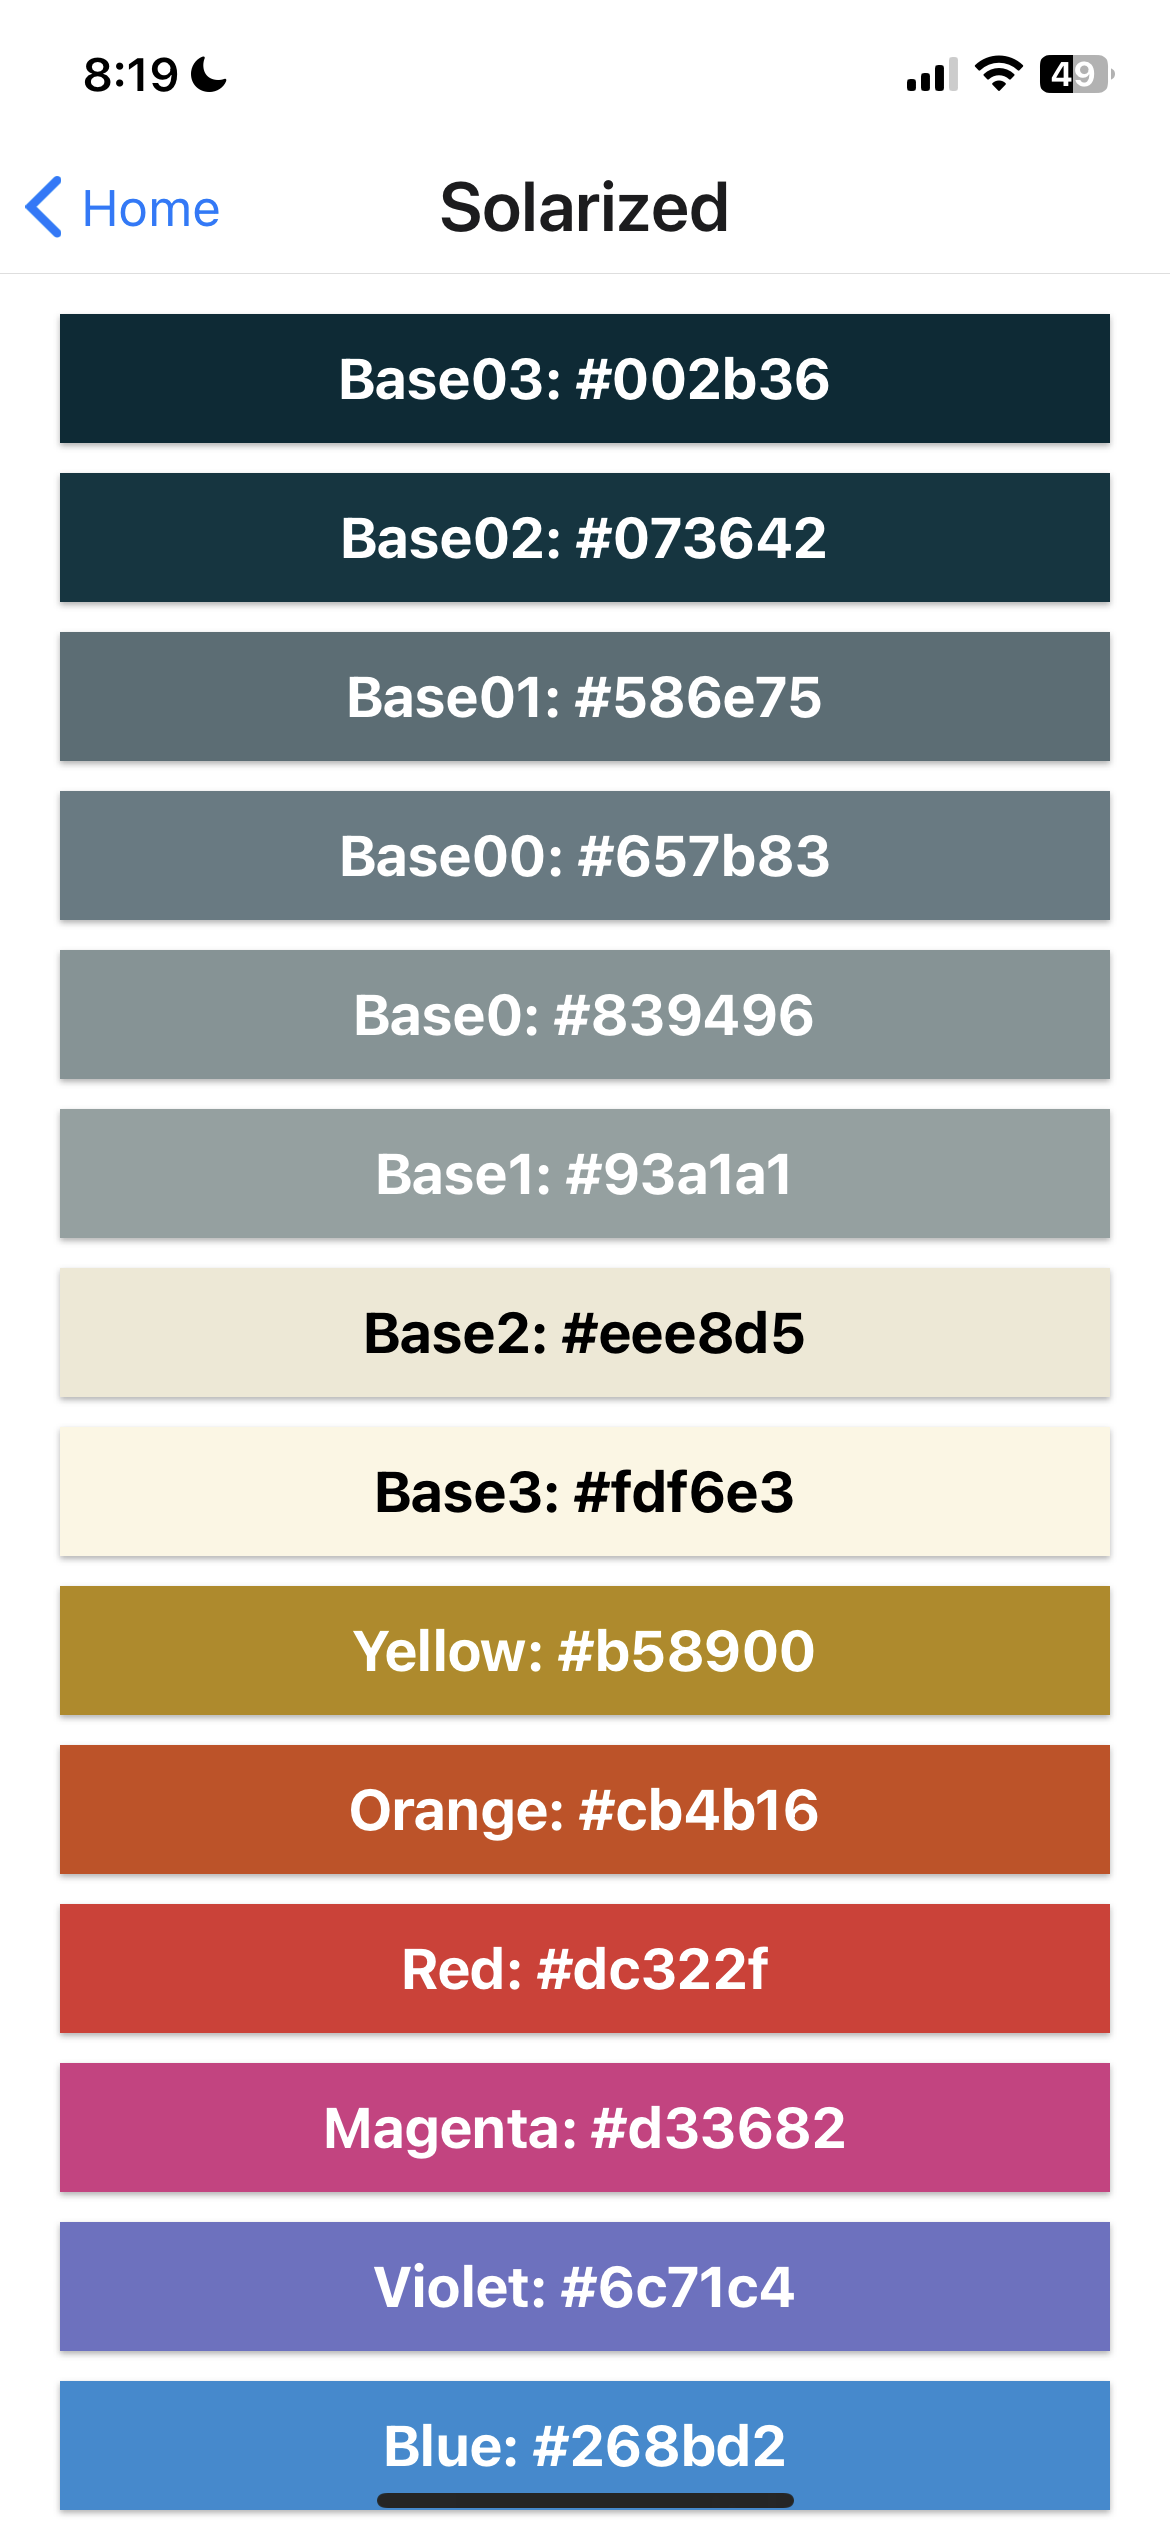 8:19
49
Home
Solarized
Base03: #002b36
Base02: #073642
Base01: #586e75
Base00: #657b83
Base0: #839496
Base1: #93a1a1
Base2: #eee8d5
Base3: #fdf6e3
Yellow: #b58900
Orange: #cb4b16
Red: #dc322f
Magenta: #d33682
Violet: #6c71c4
Blue: #268bd2